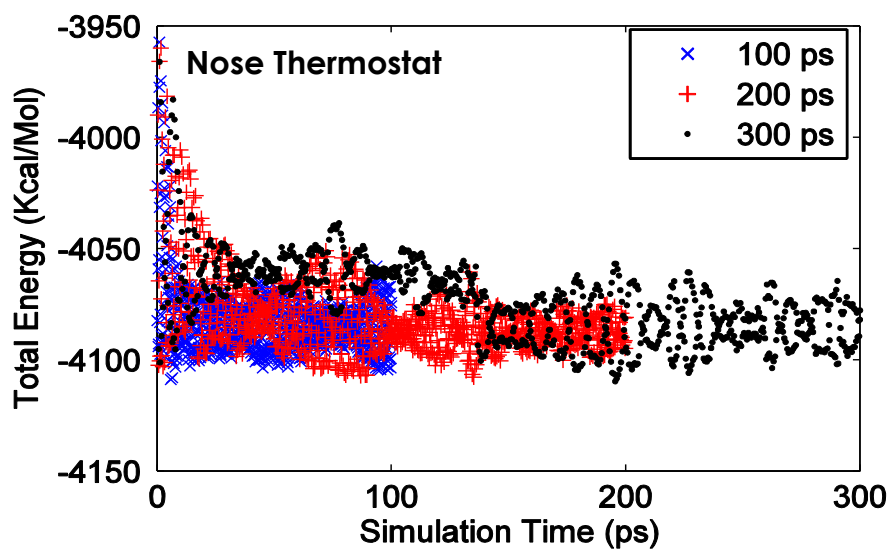 -3950
Nose Thermostat
× 100 ps
+ 200 ps
• 300 ps
-4000
-4050
-4100
-4150
Total Energy (Kcal/Mol)
0 100 200 300
Simulation Time (ps)